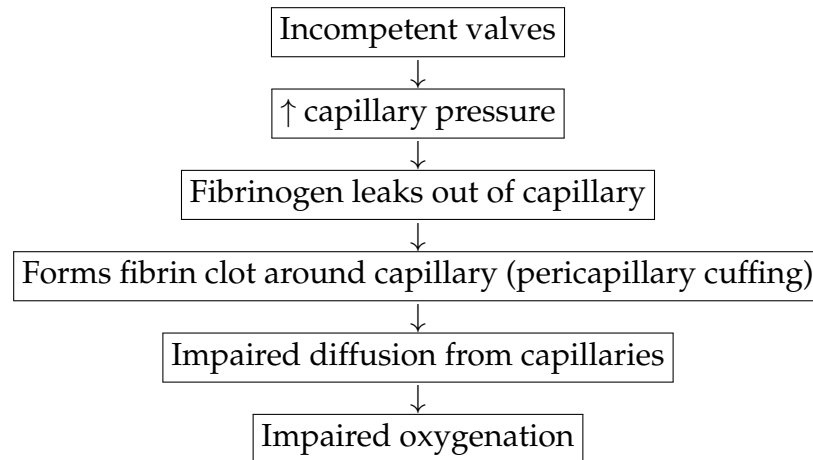 Incompetent valves
↑ capillary pressure
Fibrinogen leaks out of capillary
Forms fibrin clot around capillary (pericapillary cuffing)
Impaired diffusion from capillaries
Impaired oxygenation